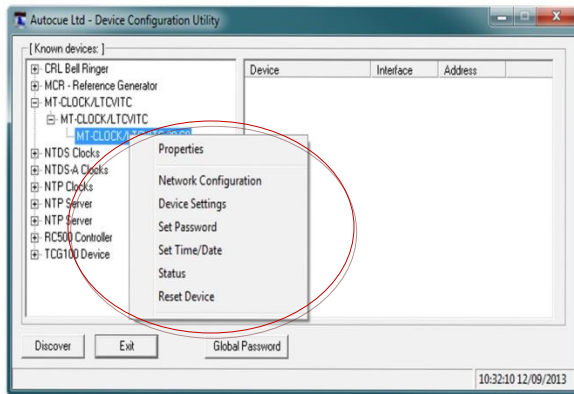 Autocue Ltd - Device Configuration Utility
[ Known devices: ]
CRL Bell Ringer
MCR - Reference Generator
MT-CLOCK/LTCVITC
MT-CLOCK/LTCVITC
MT-CLOCK/
NTDS Clocks
NTDS-A Clocks
NTP Clocks
NTP Server
NTP Server
RC500 Controller
TCG100 Device
Device Interface Address
Properties
Network Configuration
Device Settings
Set Password
Set Time/Date
Status
Reset Device
Discover Exit Global Password
10:32:10 12/09/2013